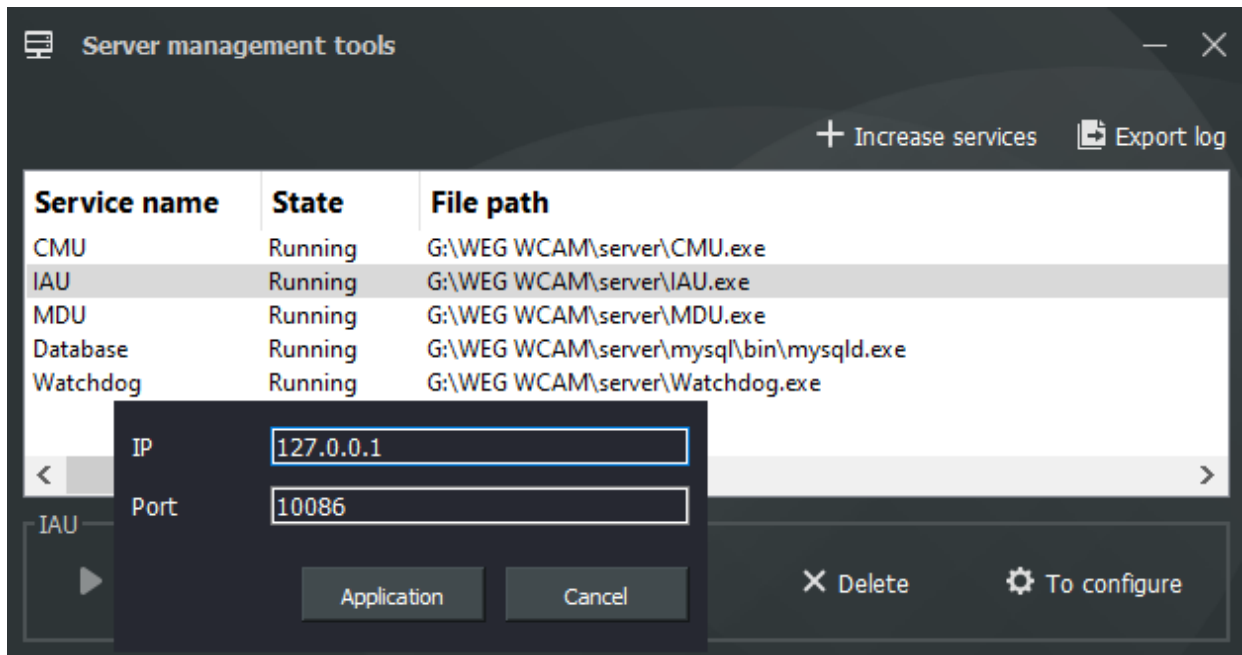 Server management tools
Increase services Export log
Service name State File path
CMU Running G:\WEG WCAM\server\CMU.exe
IAU Running G:\WEG WCAM\server\IAU.exe
MDU Running G:\WEG WCAM\server\MDU.exe
Database Running G:\WEG WCAM\server\mysql\bin\mysqld.exe
Watchdog Running G:\WEG WCAM\server\Watchdog.exe
IP 127.0.0.1
Port 10086
IAU
Application Cancel
Delete To configure